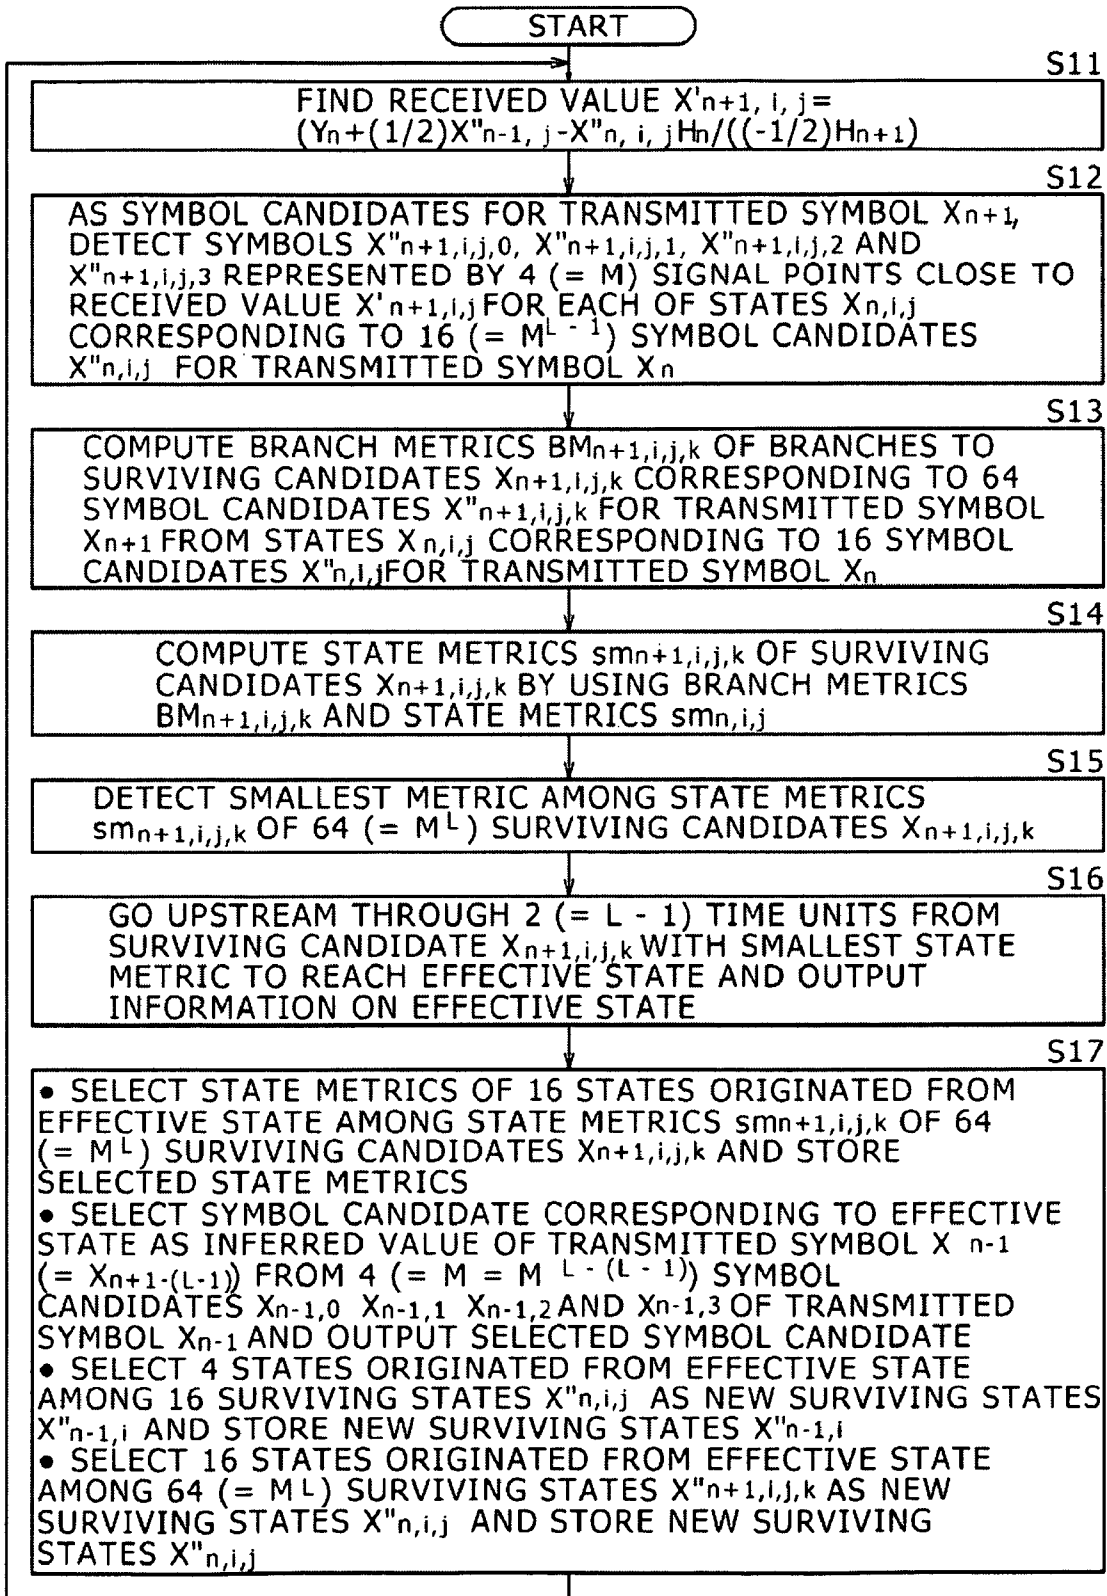 START
S11
FIND RECEIVED VALUE X'n+1, i, j=
(Yn+(1/2)X"n-1, j-X"n, i, jHn/((-1/2)Hn+1)
S12
AS SYMBOL CANDIDATES FOR TRANSMITTED SYMBOL Xn+1,
DETECT SYMBOLS X"n+1,i,j,0, X"n+1,i,j,1, X"n+1,i,j,2 AND
X"n+1,i,j,3 REPRESENTED BY 4 (= M) SIGNAL POINTS CLOSE TO
RECEIVED VALUE X'n+1,i,j FOR EACH OF STATES Xn,i,j
CORRESPONDING TO 16 (= M^L - 1) SYMBOL CANDIDATES
X"n,i,j FOR TRANSMITTED SYMBOL Xn
S13
COMPUTE BRANCH METRICS BMn+1,i,j,k OF BRANCHES TO
SURVIVING CANDIDATES Xn+1,i,j,k CORRESPONDING TO 64
SYMBOL CANDIDATES X"n+1,i,j,k FOR TRANSMITTED SYMBOL
Xn+1 FROM STATES Xn,i,j CORRESPONDING TO 16 SYMBOL
CANDIDATES X"n,i,j FOR TRANSMITTED SYMBOL Xn
S14
COMPUTE STATE METRICS smn+1,i,j,k OF SURVIVING
CANDIDATES Xn+1,i,j,k BY USING BRANCH METRICS
BMn+1,i,j,k AND STATE METRICS smn,i,j
S15
DETECT SMALLEST METRIC AMONG STATE METRICS
smn+1,i,j,k OF 64 (= M^L) SURVIVING CANDIDATES Xn+1,i,j,k
S16
GO UPSTREAM THROUGH 2 (= L - 1) TIME UNITS FROM
SURVIVING CANDIDATE Xn+1,i,j,k WITH SMALLEST STATE
METRIC TO REACH EFFECTIVE STATE AND OUTPUT
INFORMATION ON EFFECTIVE STATE
S17
• SELECT STATE METRICS OF 16 STATES ORIGINATED FROM
EFFECTIVE STATE AMONG STATE METRICS smn+1,i,j,k OF 64
(= M^L) SURVIVING CANDIDATES Xn+1,i,j,k AND STORE
SELECTED STATE METRICS
• SELECT SYMBOL CANDIDATE CORRESPONDING TO EFFECTIVE
STATE AS INFERRED VALUE OF TRANSMITTED SYMBOL X n-1
(= Xn+1-(L-1)) FROM 4 (= M = M^L - (L - 1)) SYMBOL
CANDIDATES Xn-1,0 Xn-1,1 Xn-1,2 AND Xn-1,3 OF TRANSMITTED
SYMBOL Xn-1 AND OUTPUT SELECTED SYMBOL CANDIDATE
• SELECT 4 STATES ORIGINATED FROM EFFECTIVE STATE
AMONG 16 SURVIVING STATES X"n,i,j AS NEW SURVIVING STATES
X"n-1,i AND STORE NEW SURVIVING STATES X"n-1,i
• SELECT 16 STATES ORIGINATED FROM EFFECTIVE STATE
AMONG 64 (= M^L) SURVIVING STATES X"n+1,i,j,k AS NEW
SURVIVING STATES X"n,i,j AND STORE NEW SURVIVING
STATES X"n,i,j